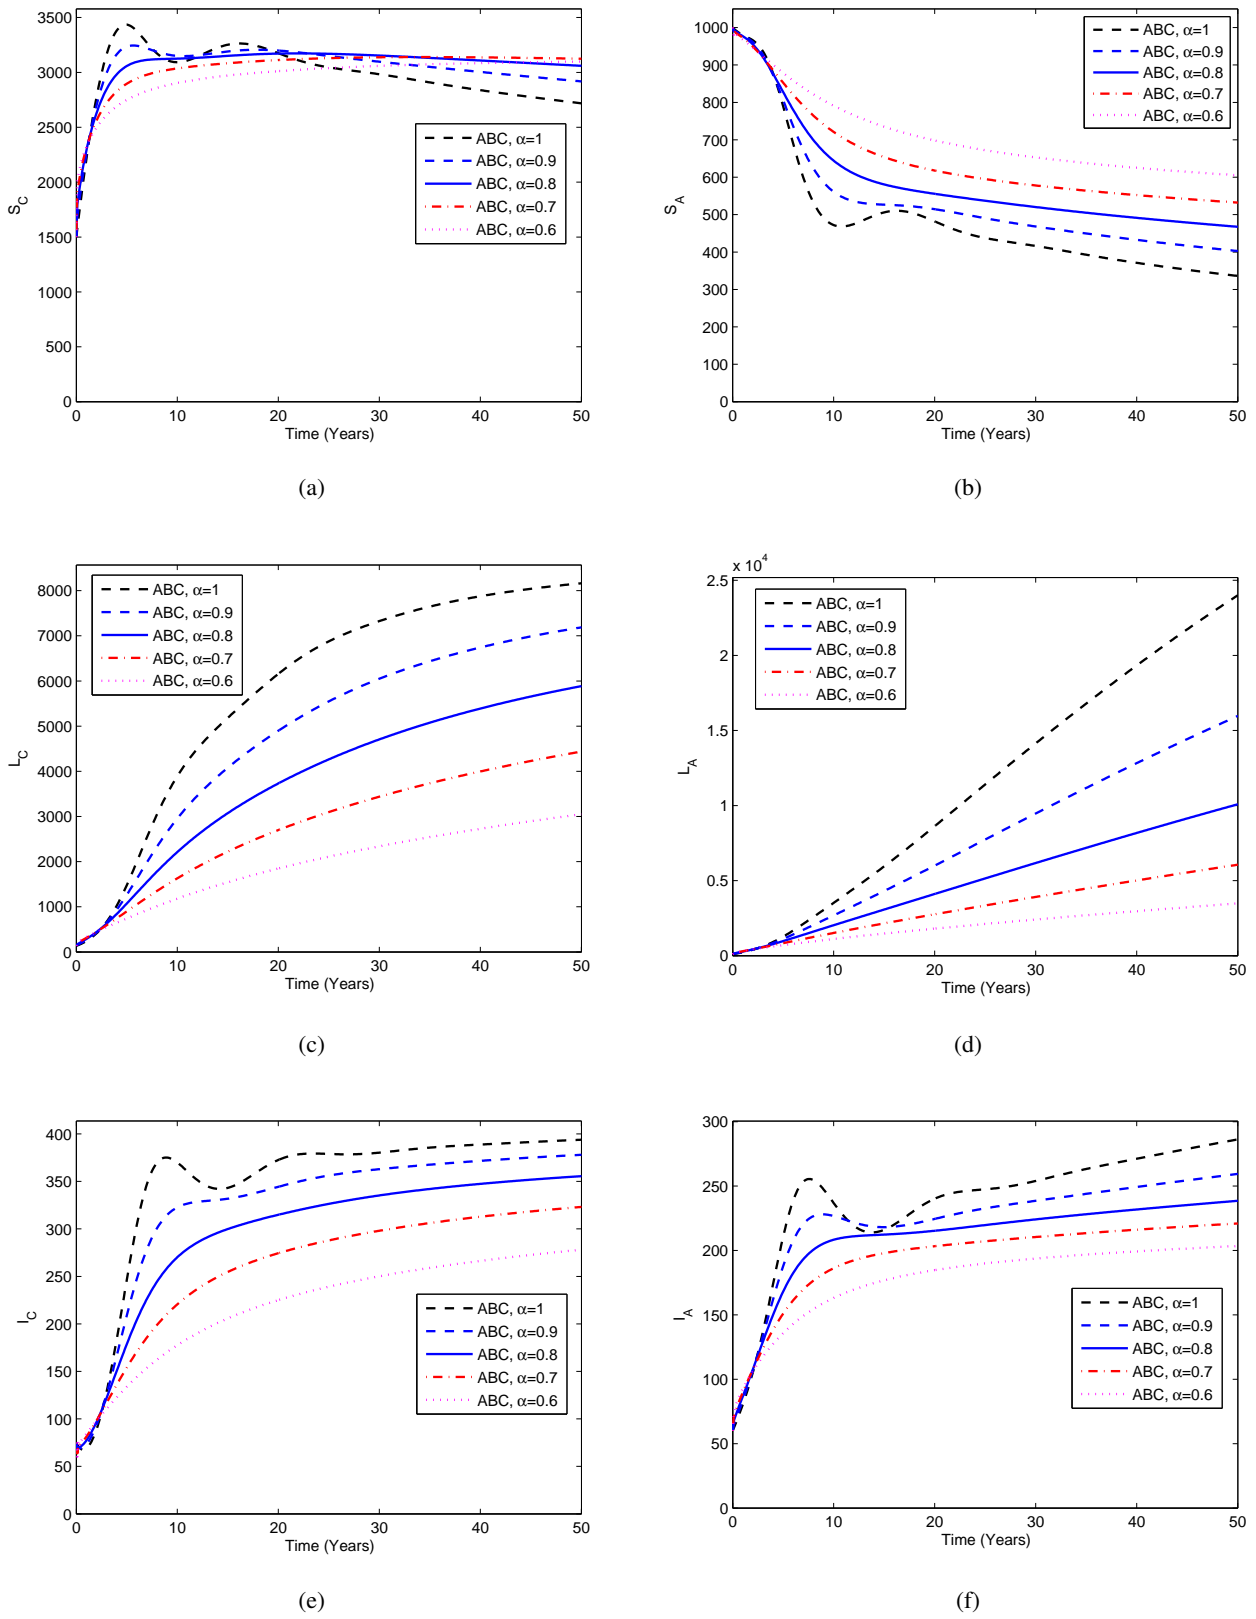 3500
3000
2500
2000
1500
1000
500
0
S_C
0 10 20 30 40 50
Time (Years)
ABC, α=1
ABC, α=0.9
ABC, α=0.8
ABC, α=0.7
ABC, α=0.6
(a)
1000
900
800
700
600
500
400
300
200
100
0
S_A
0 10 20 30 40 50
Time (Years)
ABC, α=1
ABC, α=0.9
ABC, α=0.8
ABC, α=0.7
ABC, α=0.6
(b)
8000
7000
6000
5000
4000
3000
2000
1000
0
L_C
0 10 20 30 40 50
Time (Years)
ABC, α=1
ABC, α=0.9
ABC, α=0.8
ABC, α=0.7
ABC, α=0.6
(c)
x 10^4
2.5
2
1.5
1
0.5
0
L_A
0 10 20 30 40 50
Time (Years)
ABC, α=1
ABC, α=0.9
ABC, α=0.8
ABC, α=0.7
ABC, α=0.6
(d)
400
350
300
250
200
150
100
50
0
I_C
0 10 20 30 40 50
Time (Years)
ABC, α=1
ABC, α=0.9
ABC, α=0.8
ABC, α=0.7
ABC, α=0.6
(e)
300
250
200
150
100
50
0
I_A
0 10 20 30 40 50
Time (Years)
ABC, α=1
ABC, α=0.9
ABC, α=0.8
ABC, α=0.7
ABC, α=0.6
(f)